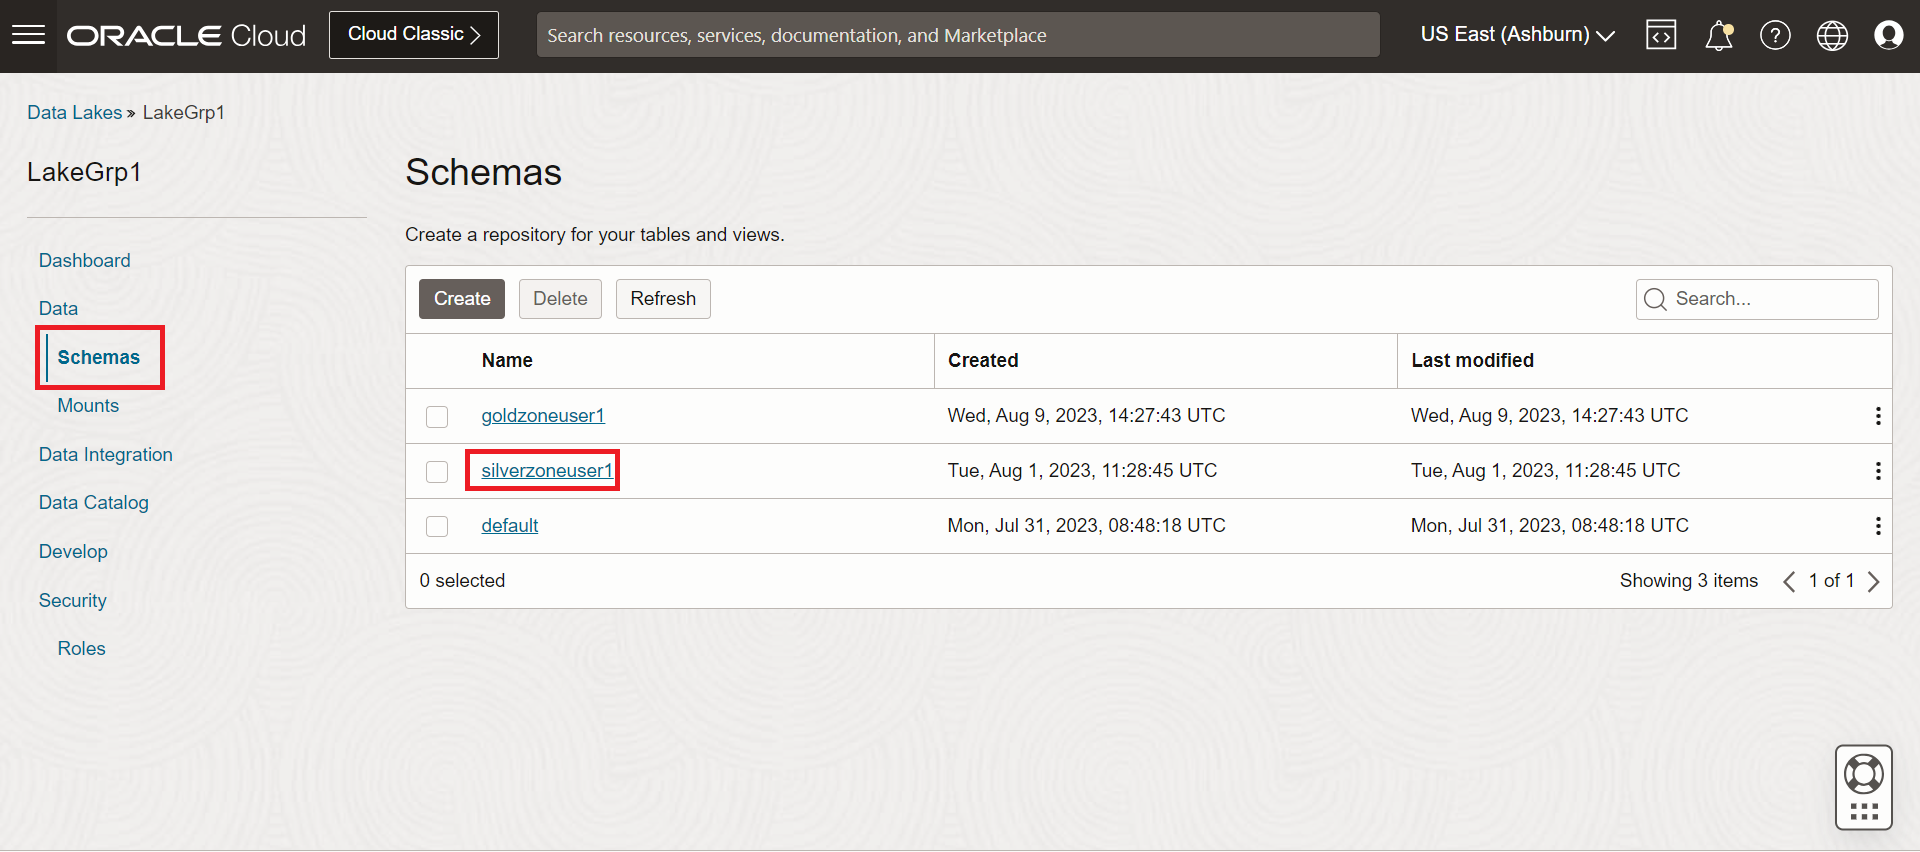 ORACLE Cloud
Cloud Classic
Search resources, services, documentation, and Marketplace
US East (Ashburn)
Data Lakes » LakeGrp1
LakeGrp1
Dashboard
Data
Schemas
Mounts
Data Integration
Data Catalog
Develop
Security
Roles
Schemas
Create a repository for your tables and views.
Create Delete Refresh
Search...
Name Created Last modified
goldzoneuser1 Wed, Aug 9, 2023, 14:27:43 UTC Wed, Aug 9, 2023, 14:27:43 UTC
silverzoneuser1 Tue, Aug 1, 2023, 11:28:45 UTC Tue, Aug 1, 2023, 11:28:45 UTC
default Mon, Jul 31, 2023, 08:48:18 UTC Mon, Jul 31, 2023, 08:48:18 UTC
0 selected Showing 3 items 1 of 1